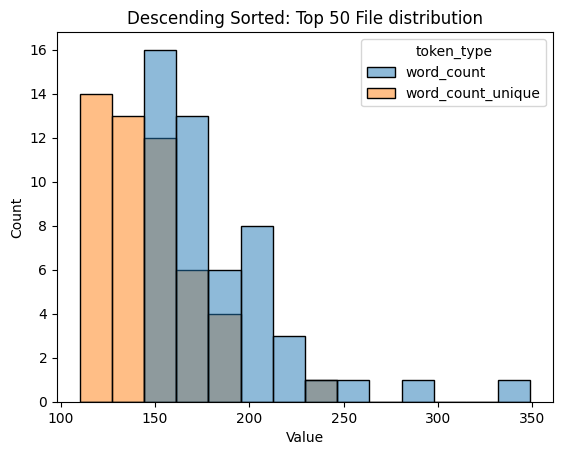 Descending Sorted: Top 50 File distribution
token_type
word_count
word_count_unique
Count
16
14
12
10
8
6
4
2
0
100
150
200
250
300
350
Value